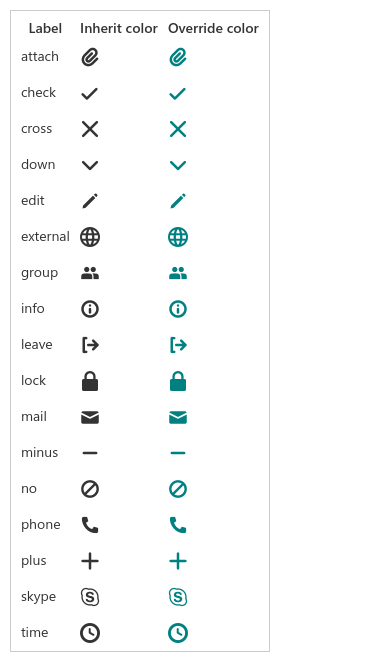 Label Inherit color Override color
attach
check
cross
down
edit
external
group
info
leave
lock
mail
minus
no
phone
plus
skype
time